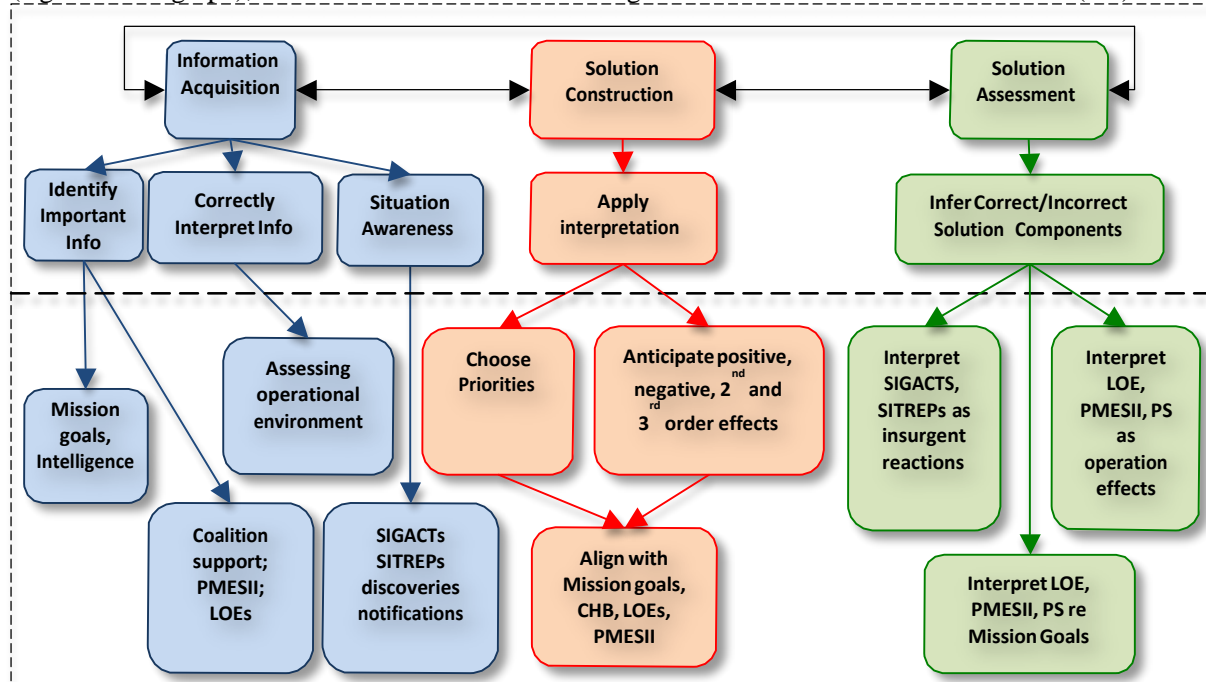 Information
Acquisition
Solution
Construction
Solution
Assessment
Identify
Important
Info
Correctly
Interpret Info
Situation
Awareness
Apply
interpretation
Infer Correct/Incorrect
Solution Components
Mission
goals,
Intelligence
Assessing
operational
environment
Choose
Priorities
Anticipate positive,
negative, 2nd and
3rd order effects
Interpret
SIGACTS,
SITREPs as
insurgent
reactions
Interpret
LOE,
PMESII, PS
as
operation
effects
Coalition
support;
PMESII;
LOEs
SIGACTs
SITREPs
discoveries
notifications
Align with
Mission goals,
CHB, LOEs,
PMESII
Interpret LOE,
PMESII, PS re
Mission Goals